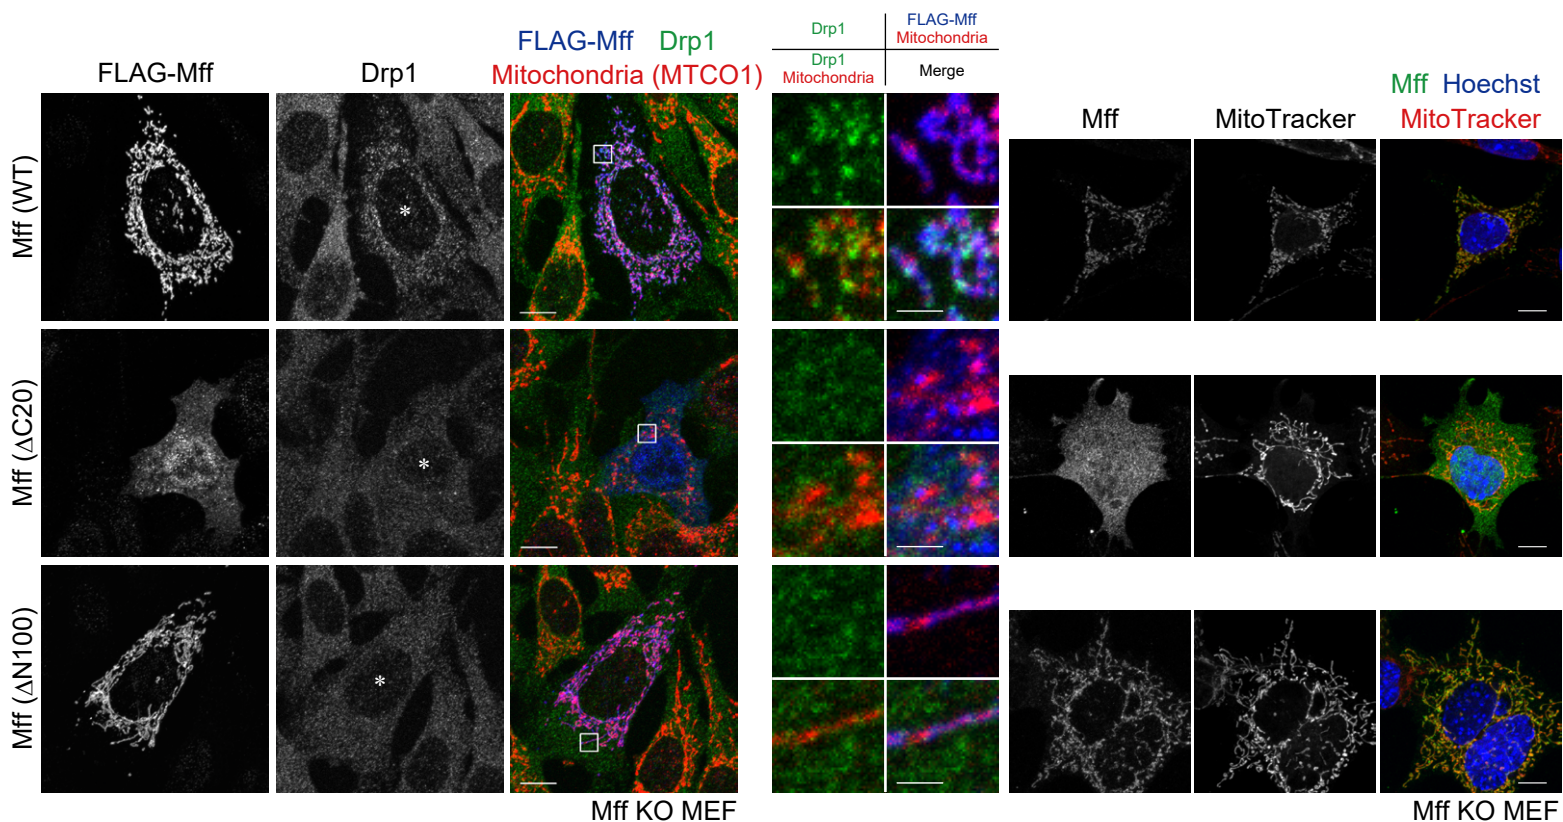 FLAG-Mff
Drp1
FLAG-Mff Drp1
Mitochondria (MTCO1)
Drp1
FLAG-Mff
Mitochondria
Drp1
Mitochondria
Merge
Mff
MitoTracker
Mff Hoechst
MitoTracker
Mff (WT)
*
Mff (ΔC20)
*
Mff (ΔN100)
*
Mff KO MEF
Mff KO MEF